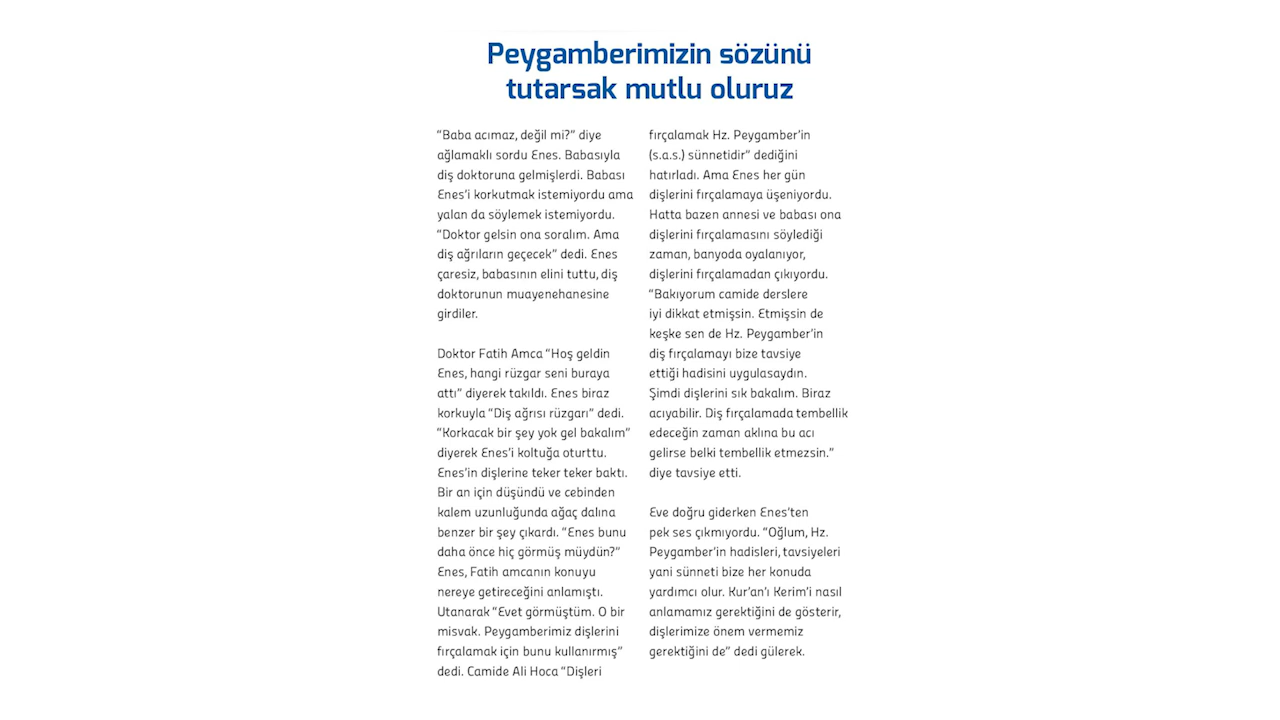 Peygamberimizin sözünü
tutarsak mutlu oluruz
“Baba acımaz, değil mi?” diye
ağlamaklı sordu Enes. Babasıyla
diş doktoruna gelmişlerdi. Babası
Enes’i korkutmak istemiyordu ama
yalan da söylemek istemiyordu.
“Doktor gelsin ona soralım. Ama
diş ağrıların geçecek” dedi. Enes
çaresiz, babasının elini tuttu, diş
doktorunun muayenehanesine
girdiler.
Doktor Fatih Amca “Hoş geldin
Enes, hangi rüzgar seni buraya
attı” diyerek takıldı. Enes biraz
korkuyla “Diş ağrısı rüzgarı” dedi.
“Korkacak bir şey yok gel bakalım”
diyerek Enes’i koltuğa oturttu.
Enes’in dişlerine teker teker baktı.
Bir an için düşündü ve cebinden
kalem uzunluğunda ağaç dalına
benzer bir şey çıkardı. “Enes bunu
daha önce hiç görmüş müydün?”
Enes, Fatih amcanın konuyu
nereye getireceğini anlamıştı.
Utanarak “Evet görmüştüm. O bir
misvak. Peygamberimiz dişlerini
fırçalamak için bunu kullanırmış”
dedi. Camide Ali Hoca “Dişleri
fırçalamak Hz. Peygamber’in
(s.a.s.) sünnetidir” dediğini
hatırladı. Ama Enes her gün
dişlerini fırçalamaya üşeniyordu.
Hatta bazen annesi ve babası ona
dişlerini fırçalamasını söylediği
zaman, banyoda oyalanıyor,
dişlerini fırçalamadan çıkıyordu.
“Bakıyorum camide derslere
iyi dikkat etmişsin. Etmişsin de
keşke sen de Hz. Peygamber’in
diş fırçalamayı bize tavsiye
ettiği hadisini uygulasaydın.
Şimdi dişlerini sık bakalım. Biraz
acıyabilir. Diş fırçalamada tembellik
edeceğin zaman aklına bu acı
gelirse belki tembellik etmezsin.”
diye tavsiye etti.
Eve doğru giderken Enes’ten
pek ses çıkmıyordu. “Oğlum, Hz.
Peygamber’in hadisleri, tavsiyeleri
yani sünneti bize her konuda
yardımcı olur. Kur’an’ı Kerim’i nasıl
anlamamız gerektiğini de gösterir,
dişlerimize önem vermemiz
gerektiğini de” dedi gülerek.